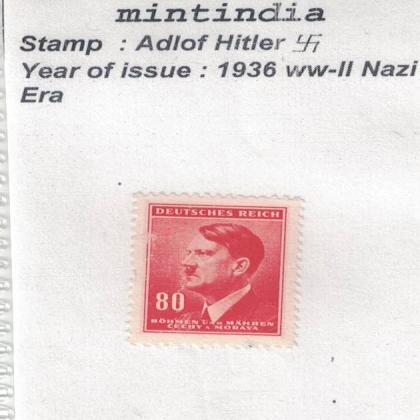 mintindia
Stamp : Adlof Hitler 卐
Year of issue : 1936 ww-II Nazi
Era
DEUTSCHES REICH
80
BÖHMEN UND MÄHREN
ČECHY A MORAVA